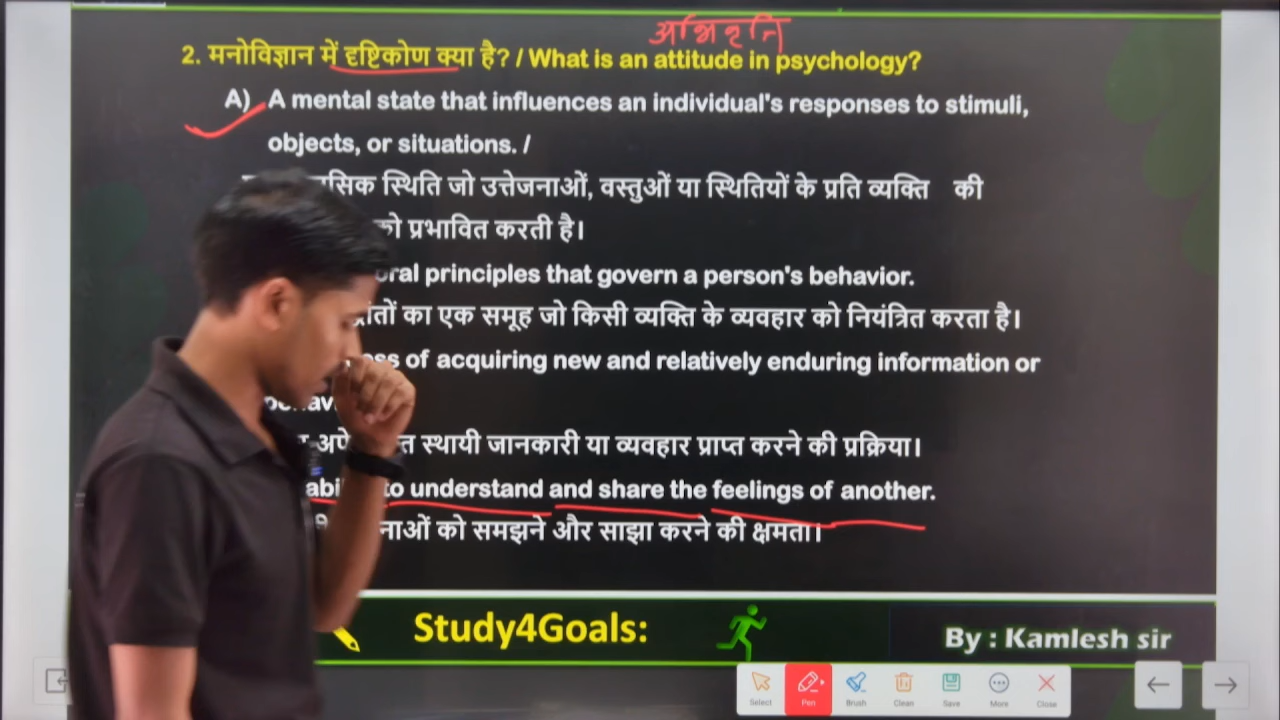 अभिवृत्ति
2. मनोविज्ञान में दृष्टिकोण क्या है? / What is an attitude in psychology?
A) A mental state that influences an individual's responses to stimuli,
objects, or situations. /
स्थिति जो उत्तेजनाओं, वस्तुओं या स्थितियों के प्रति व्यक्ति की
को प्रभावित करती है।
principles that govern a person's behavior.
का एक समूह जो किसी व्यक्ति के व्यवहार को नियंत्रित करता है।
of acquiring new and relatively enduring information or
स्थायी जानकारी या व्यवहार प्राप्त करने की प्रक्रिया।
to understand and share the feelings of another.
को समझने और साझा करने की क्षमता।
Study4Goals:
By : Kamlesh sir
Select Pen Brush Clean Save More Close